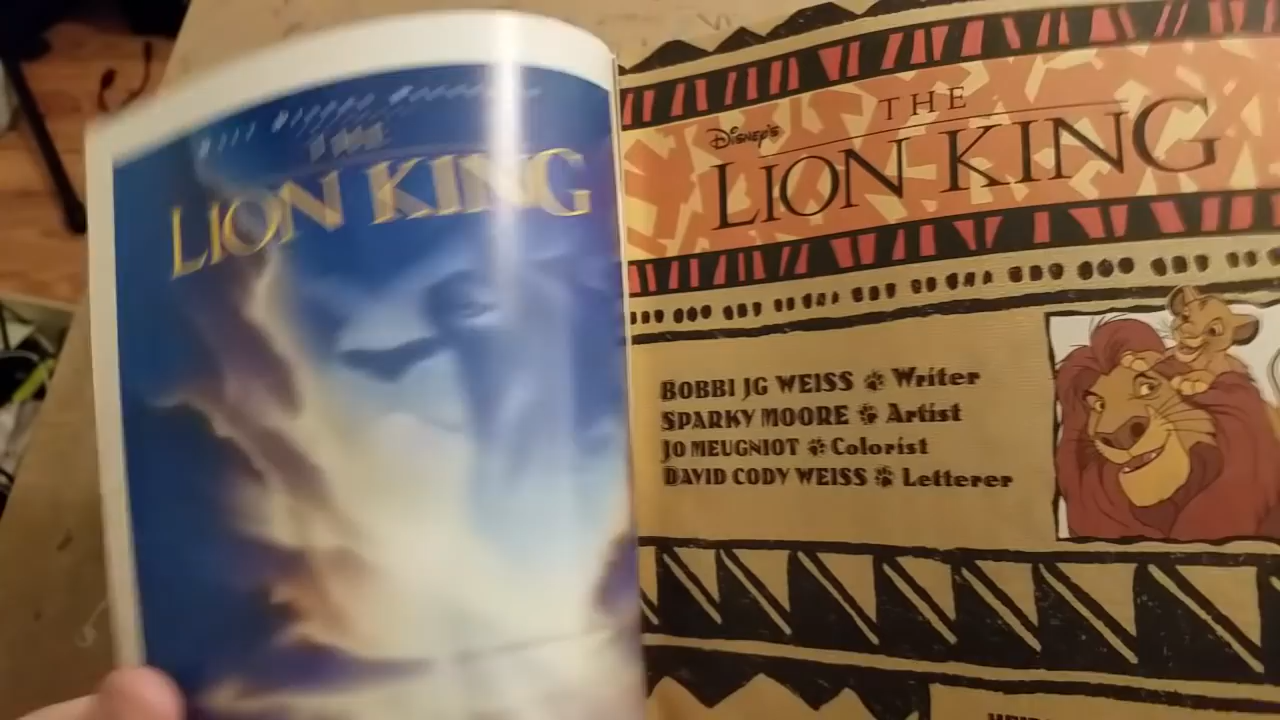 THE
LION KING
DISNEY'S
THE
LION KING
BOBBI JG WEISS Writer
SPARKY MOORE Artist
JO MEUGNIOT Colorist
DAVID CODY WEISS Letterer